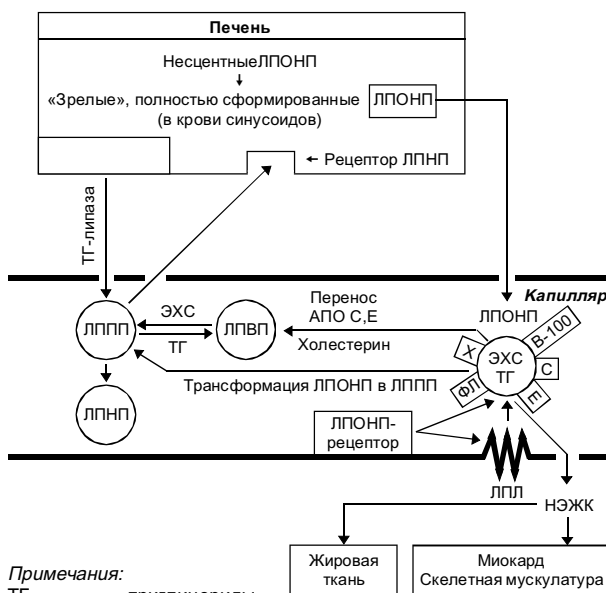 Печень
НесцентныеЛПОНП
«Зрелые», полностью сформированные
(в крови синусоидов)
ЛПОНП
Рецептор ЛПНП
ТГ-липаза
Капилляр
ЛППП
ЭХС
ТГ
ЛПВП
Перенос
АПО С,Е
Холестерин
ЛПОНП
В-100
Х
ЭХС
ТГ
С
ФЛ
Е
Трансформация ЛПОНП в ЛППП
ЛПНП
ЛПОНП-
рецептор
ЛПЛ
НЭЖК
Жировая
ткань
Миокард
Скелетная мускулатура
Примечания: